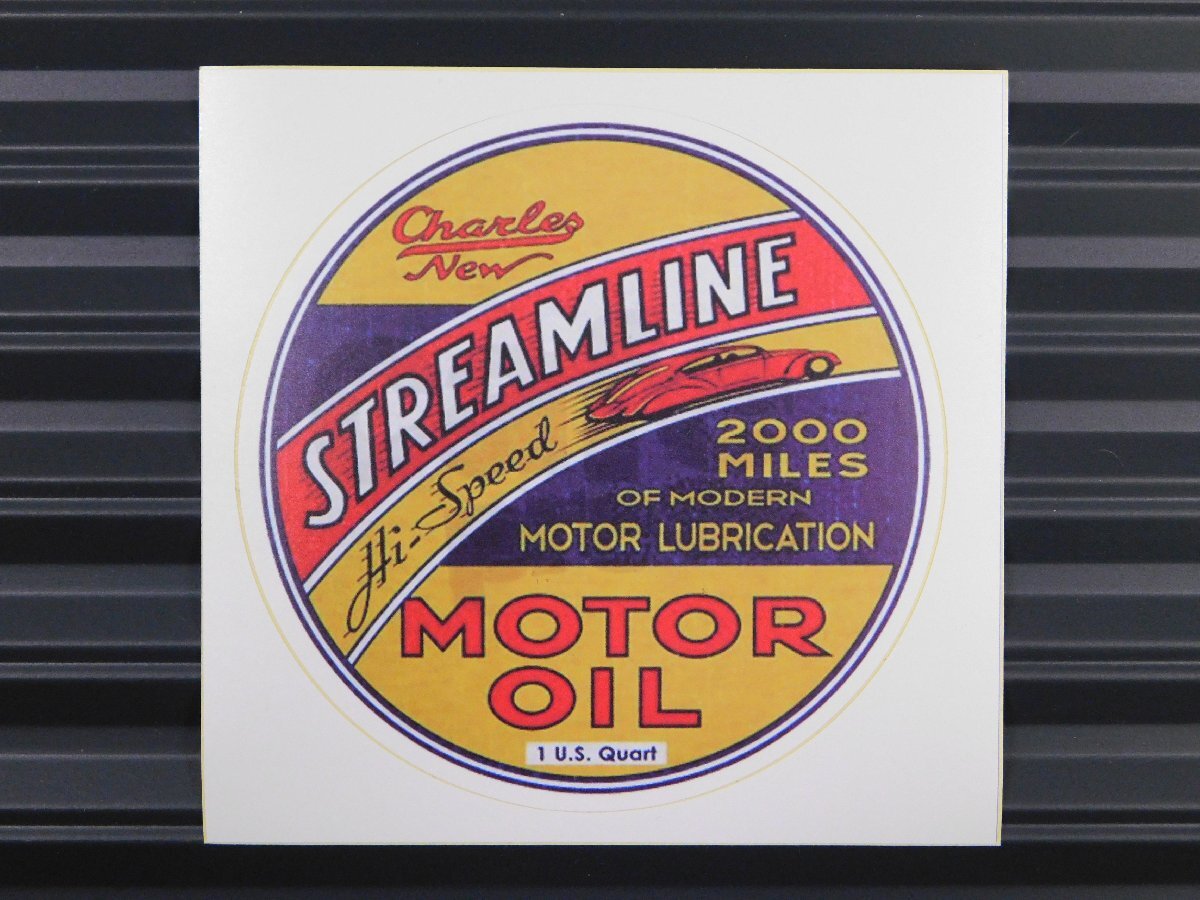 Charles
New
STREAMLINE
Hi-Speed
2000
MILES
OF MODERN
MOTOR LUBRICATION
MOTOR
OIL
1 U.S. Quart